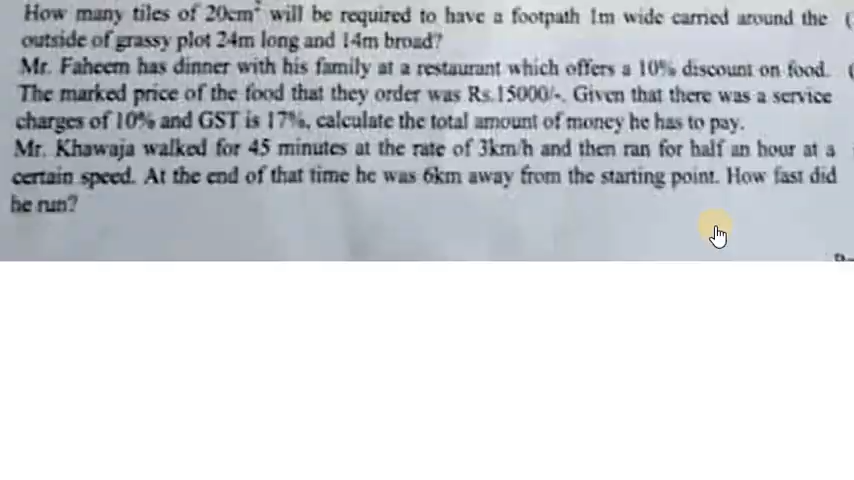 How many tiles of 20cm² will be required to have a footpath 1m wide carried around the (
outside of grassy plot 24m long and 14m broad?
Mr. Faheem has dinner with his family at a restaurant which offers a 10% discount on food. (
The marked price of the food that they order was Rs.15000/-. Given that there was a service
charges of 10% and GST is 17%, calculate the total amount of money he has to pay.
Mr. Khawaja walked for 45 minutes at the rate of 3km/h and then ran for half an hour at a
certain speed. At the end of that time he was 6km away from the starting point. How fast did
he run?